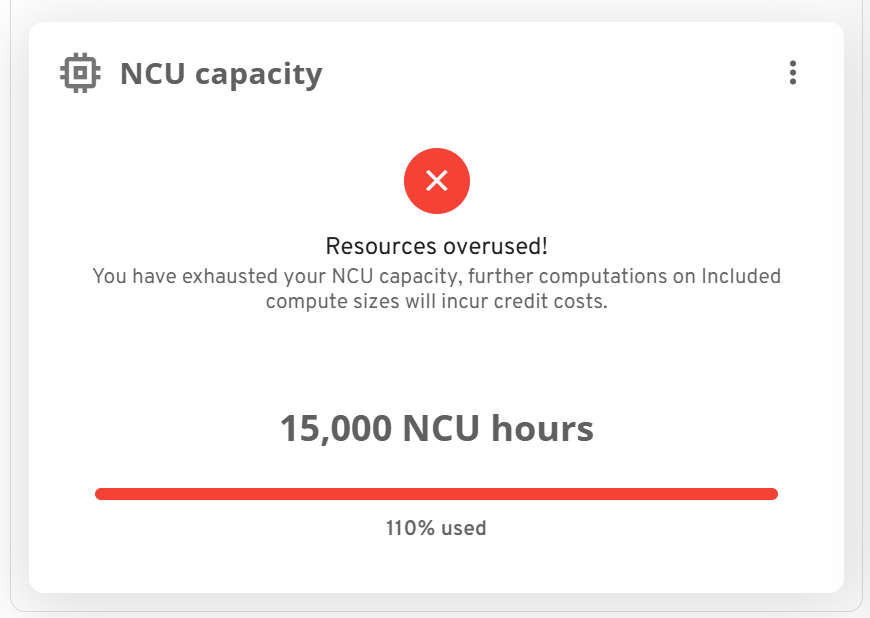 NCU capacity
Resources overused!
You have exhausted your NCU capacity, further computations on Included
compute sizes will incur credit costs.
15,000 NCU hours
110% used